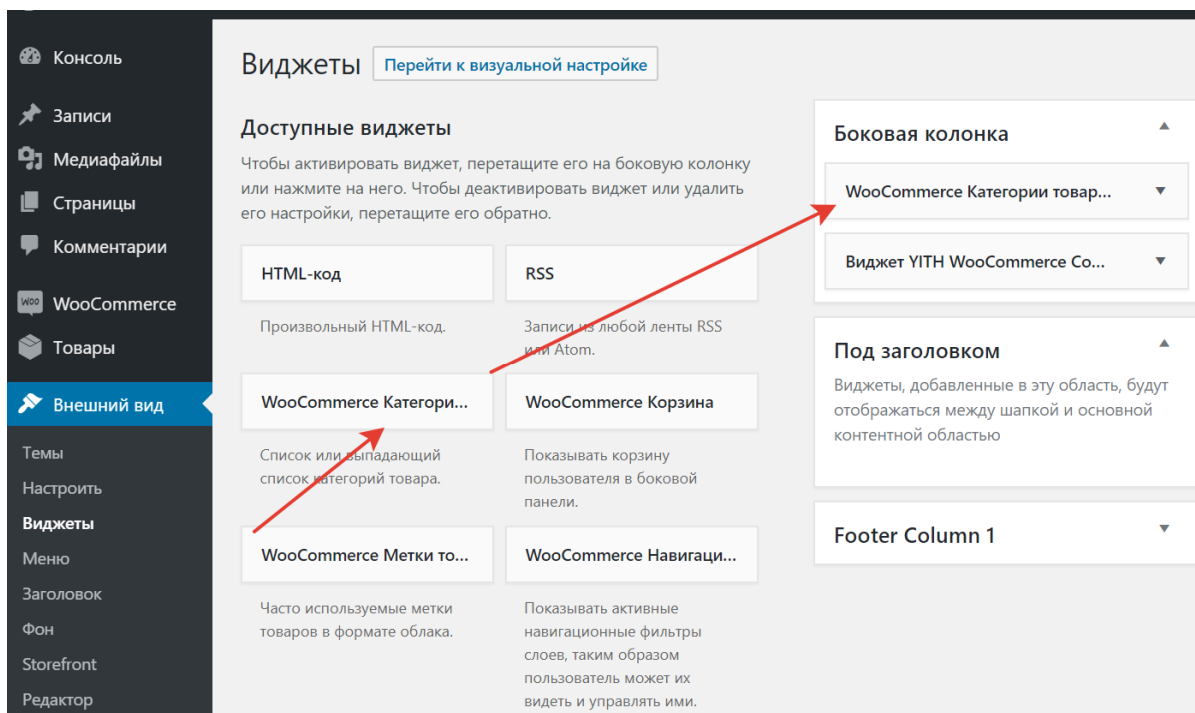 Консоль
Записи
Медиафайлы
Страницы
Комментарии
WOO WooCommerce
Товары
Внешний вид
Темы
Настроить
Виджеты
Меню
Заголовок
Фон
Storefront
Редактор
Виджеты Перейти к визуальной настройке
Доступные виджеты
Чтобы активировать виджет, перетащите его на боковую колонку
или нажмите на него. Чтобы деактивировать виджет или удалить
его настройки, перетащите его обратно.
HTML-код
Произвольный HTML-код.
RSS
Записи из любой ленты RSS
или Atom.
WooCommerce Категори...
Список или выпадающий
список категорий товара.
WooCommerce Корзина
Показывать корзину
пользователя в боковой
панели.
WooCommerce Метки то...
Часто используемые метки
товаров в формате облака.
WooCommerce Навигаци...
Показывать активные
навигационные фильтры
слоев, таким образом
пользователь может их
видеть и управлять ими.
Боковая колонка
WooCommerce Категории товар...
Виджет YITH WooCommerce Co...
Под заголовком
Виджеты, добавленные в эту область, будут
отображаться между шапкой и основной
контентной областью
Footer Column 1